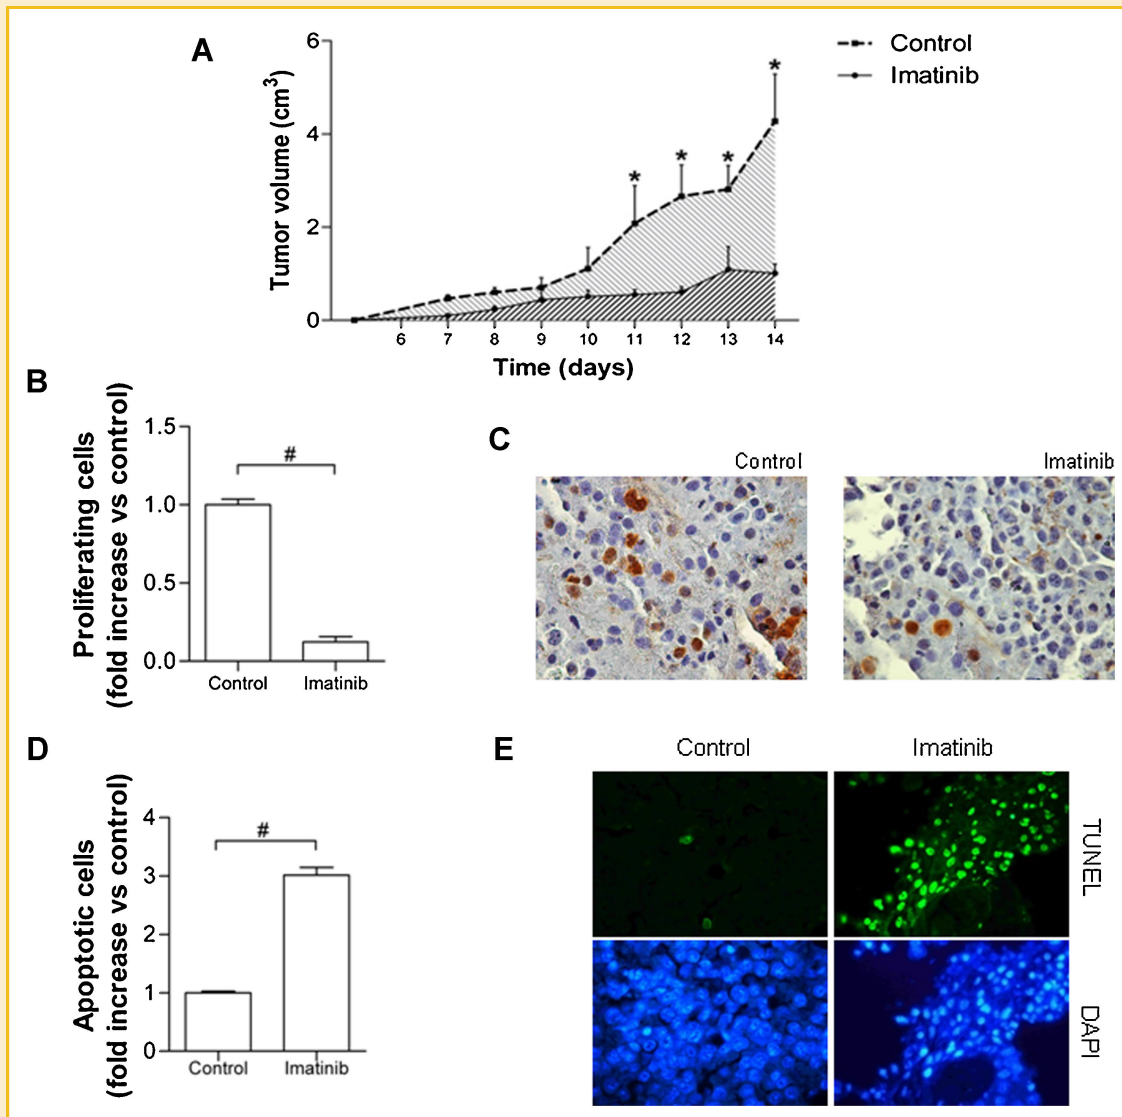 A
Tumor volume (cm³)
6
4
2
0
6 7 8 9 10 11 12 13 14
Time (days)
* * * *
Control
Imatinib
B
Proliferating cells
(fold increase vs control)
1.5
1.0
0.5
0.0
#
Control Imatinib
C
Control Imatinib
D
Apoptotic cells
(fold increase vs control)
4
3
2
1
0
#
Control Imatinib
E
Control Imatinib
TUNEL
DAPI